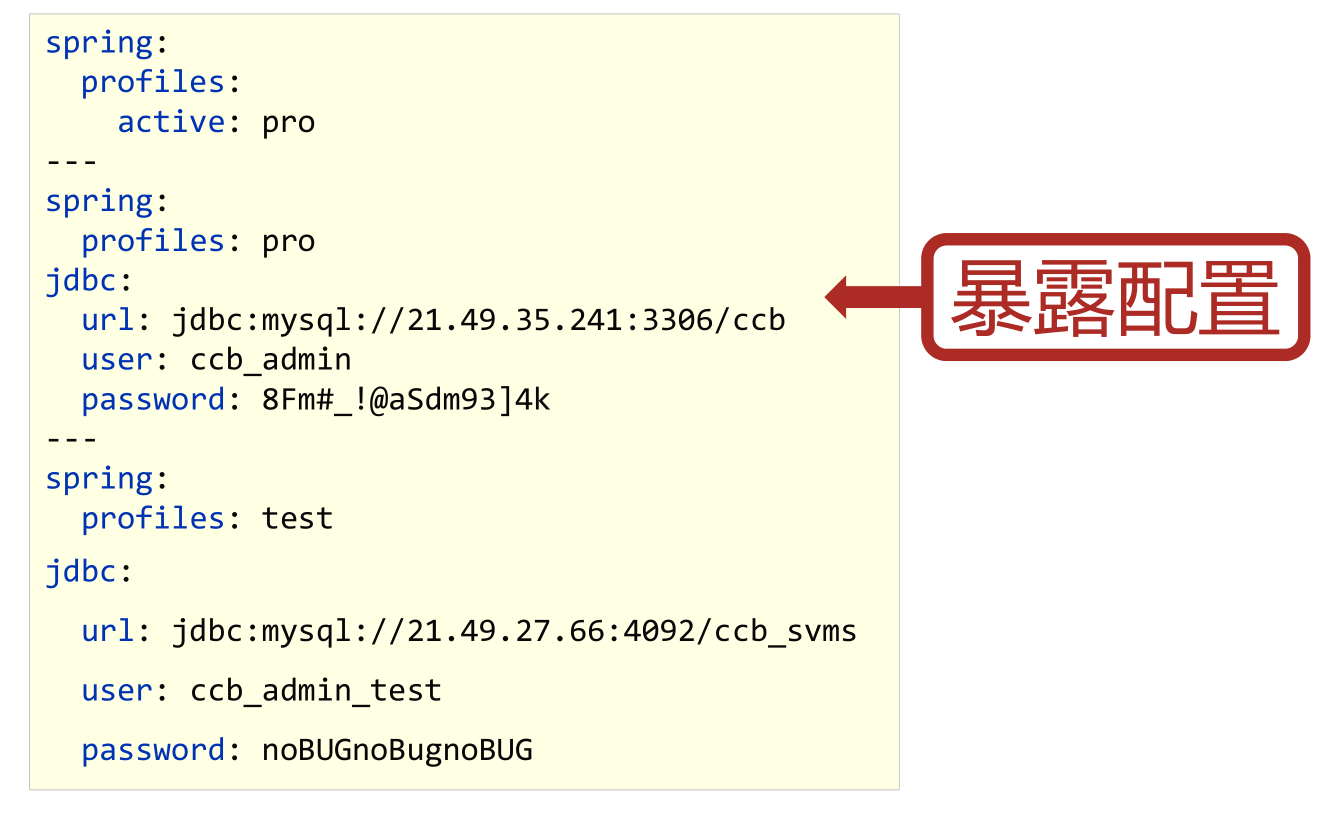 spring:
  profiles:
    active: pro
---
spring:
  profiles: pro
jdbc:
  url: jdbc:mysql://21.49.35.241:3306/ccb
  user: ccb_admin
  password: 8Fm#_!@aSdm93]4k
---
spring:
  profiles: test
jdbc:
  url: jdbc:mysql://21.49.27.66:4092/ccb_svms
  user: ccb_admin_test
  password: noBUGnoBugnoBUG
暴露配置